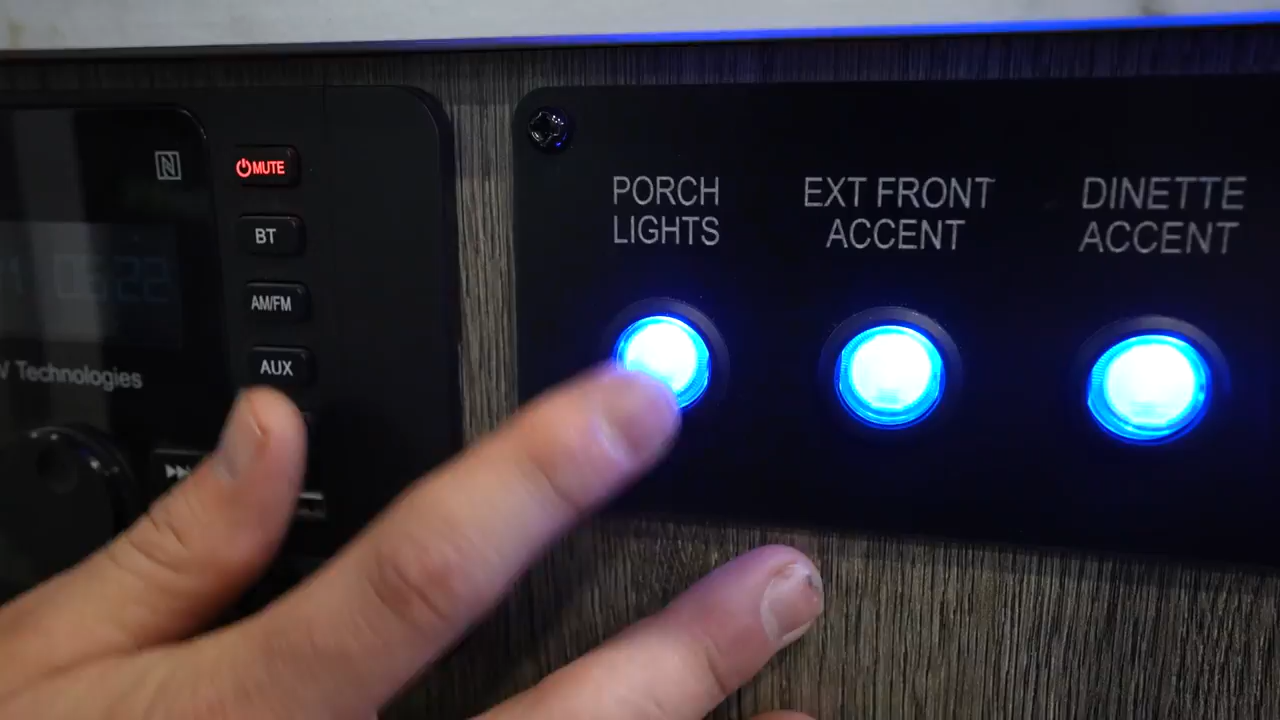 MUTE
BT
AM/FM
AUX
V Technologies
PORCH
LIGHTS
EXT FRONT
ACCENT
DINETTE
ACCENT